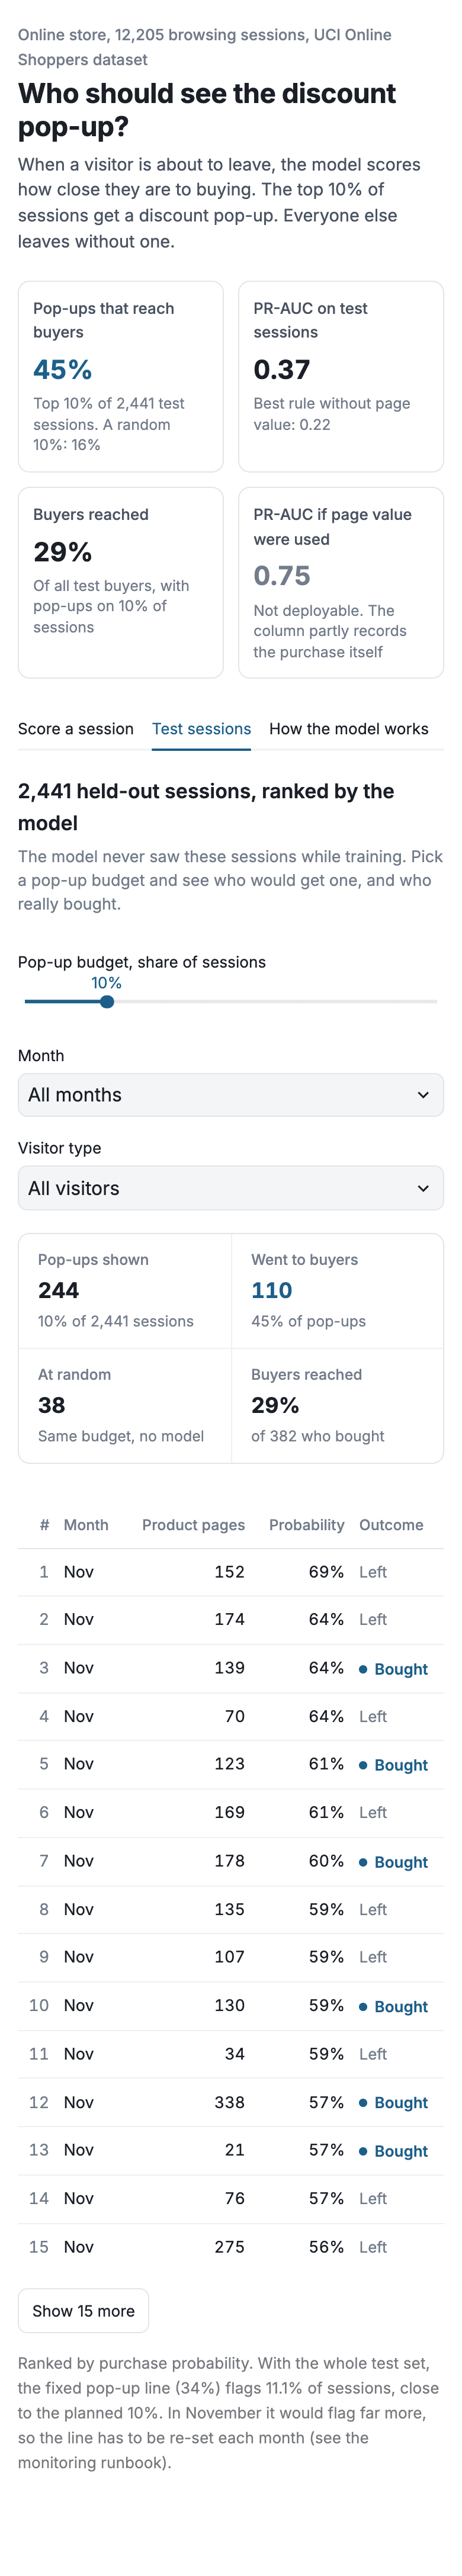 Online store, 12,205 browsing sessions, UCI Online
Shoppers dataset
Who should see the discount
pop-up?
When a visitor is about to leave, the model scores
how close they are to buying. The top 10% of
sessions get a discount pop-up. Everyone else
leaves without one.
Pop-ups that reach
buyers
45%
Top 10% of 2,441 test
sessions. A random
10%: 16%
PR-AUC on test
sessions
0.37
Best rule without page
value: 0.22
Buyers reached
29%
Of all test buyers, with
pop-ups on 10% of
sessions
PR-AUC if page value
were used
0.75
Not deployable. The
column partly records
the purchase itself
Score a session Test sessions How the model works
2,441 held-out sessions, ranked by the
model
The model never saw these sessions while training. Pick
a pop-up budget and see who would get one, and who
really bought.
Pop-up budget, share of sessions
10%
Month
All months
Visitor type
All visitors
Pop-ups shown
244
10% of 2,441 sessions
Went to buyers
110
45% of pop-ups
At random
38
Same budget, no model
Buyers reached
29%
of 382 who bought
# Month Product pages Probability Outcome
1 Nov 152 69% Left
2 Nov 174 64% Left
3 Nov 139 64% Bought
4 Nov 70 64% Left
5 Nov 123 61% Bought
6 Nov 169 61% Left
7 Nov 178 60% Bought
8 Nov 135 59% Left
9 Nov 107 59% Left
10 Nov 130 59% Bought
11 Nov 34 59% Left
12 Nov 338 57% Bought
13 Nov 21 57% Bought
14 Nov 76 57% Left
15 Nov 275 56% Left
Show 15 more
Ranked by purchase probability. With the whole test set,
the fixed pop-up line (34%) flags 11.1% of sessions, close
to the planned 10%. In November it would flag far more,
so the line has to be re-set each month (see the
monitoring runbook).